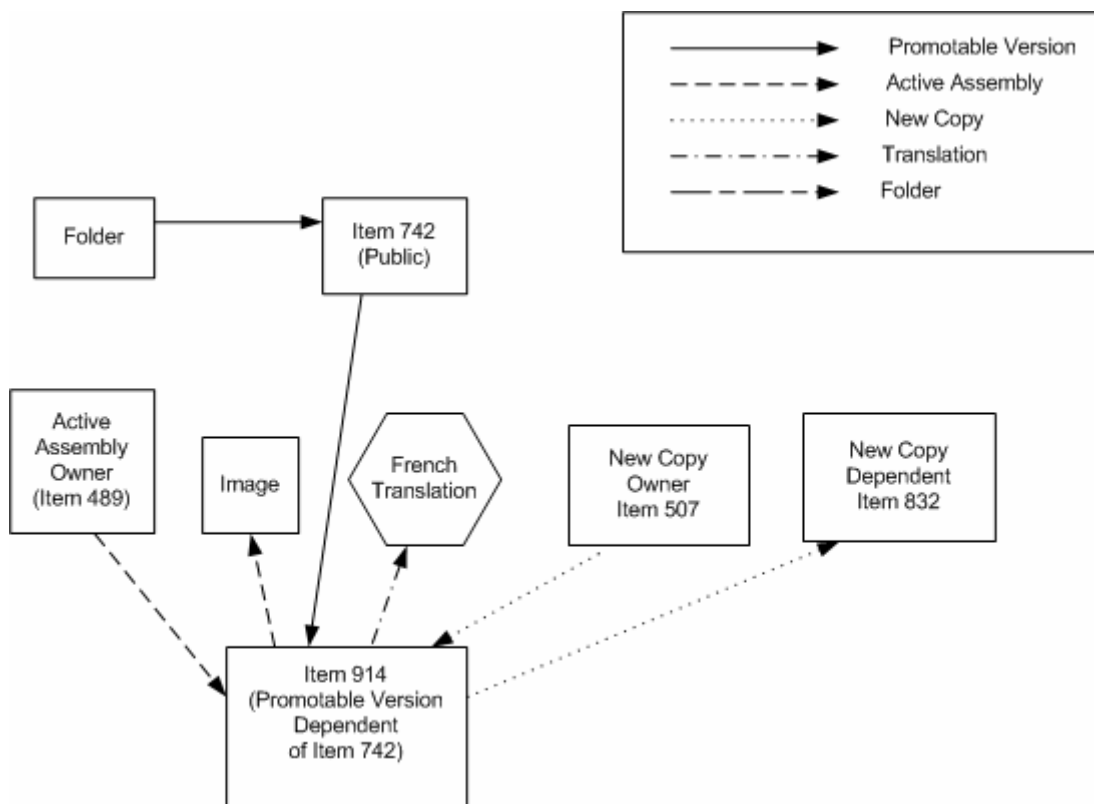 Promotable Version
Active Assembly
New Copy
Translation
Folder
Folder
Item 742
(Public)
Active
Assembly
Owner
(Item 489)
Image
French
Translation
New Copy
Owner
Item 507
New Copy
Dependent
Item 832
Item 914
(Promotable Version
Dependent
of Item 742)